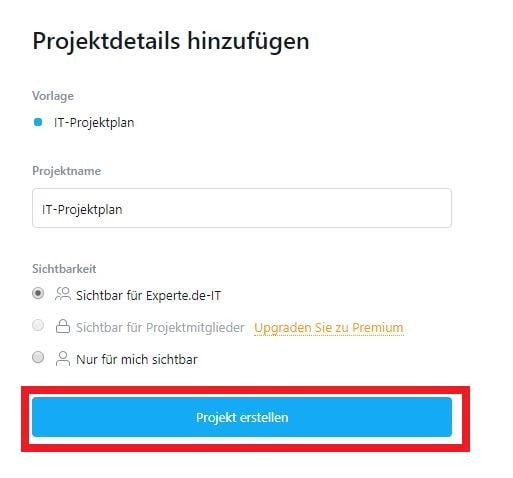 Projektdetails hinzufügen
Vorlage
IT-Projektplan
Projektname
IT-Projektplan
Sichtbarkeit
Sichtbar für Experte.de-IT
Sichtbar für Projektmitglieder Upgraden Sie zu Premium
Nur für mich sichtbar
Projekt erstellen